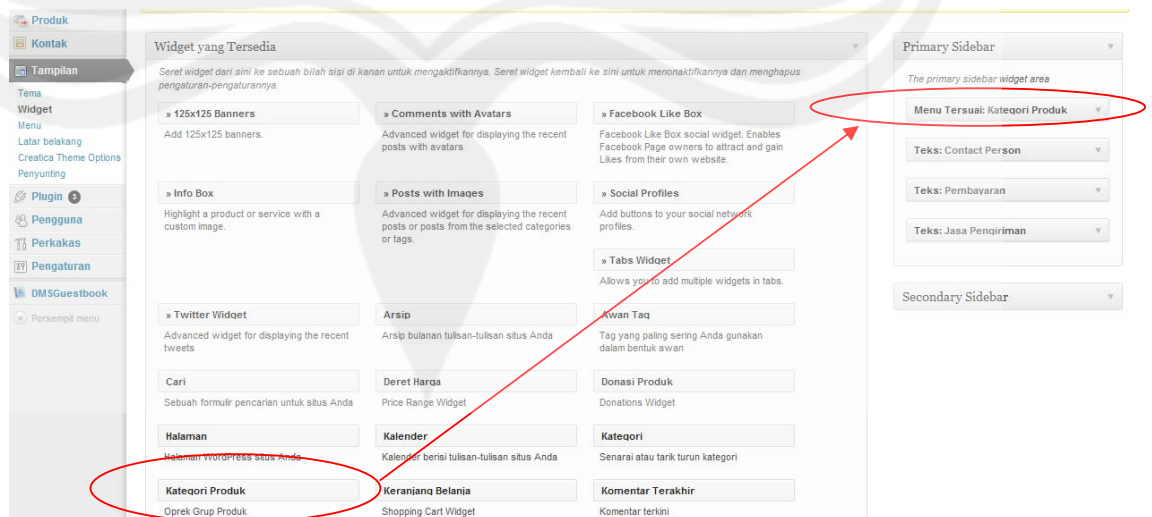 Produk
Kontak
Tampilan
Tema
Widget
Menu
Latar belakang
Creatica Theme Options
Penyunting
Plugin 3
Pengguna
Perkakas
Pengaturan
DMSGuestbook
Persempit menu
Widget yang Tersedia
Seret widget dari sini ke sebuah bilah sisi di kanan untuk mengaktifkannya. Seret widget kembali ke sini untuk menonaktifkannya dan menghapus
pengaturan-pengaturannya.
» 125x125 Banners
Add 125x125 banners.
» Comments with Avatars
Advanced widget for displaying the recent
posts with avatars
» Facebook Like Box
Facebook Like Box social widget. Enables
Facebook Page owners to attract and gain
Likes from their own website.
» Info Box
Highlight a product or service with a
custom image.
» Posts with Images
Advanced widget for displaying the recent
posts or posts from the selected categories
or tags.
» Social Profiles
Add buttons to your social network
profiles.
» Tabs Widget
Allows you to add multiple widgets in tabs.
» Twitter Widget
Advanced widget for displaying the recent
tweets
Arsip
Arsip bulanan tulisan-tulisan situs Anda
Awan Tag
Tag yang paling sering Anda gunakan
dalam bentuk awan
Cari
Sebuah formulir pencarian untuk situs Anda
Deret Harga
Price Range Widget
Donasi Produk
Donations Widget
Halaman
Halaman WordPress situs Anda
Kalender
Kalender berisi tulisan-tulisan situs Anda
Kategori
Senarai atau tarik turun kategori
Kategori Produk
Oprek Grup Produk
Keranjang Belanja
Shopping Cart Widget
Komentar Terakhir
Komentar terkini
Primary Sidebar
The primary sidebar widget area
Menu Tersuai: Kategori Produk
Teks: Contact Person
Teks: Pembayaran
Teks: Jasa Pengiriman
Secondary Sidebar